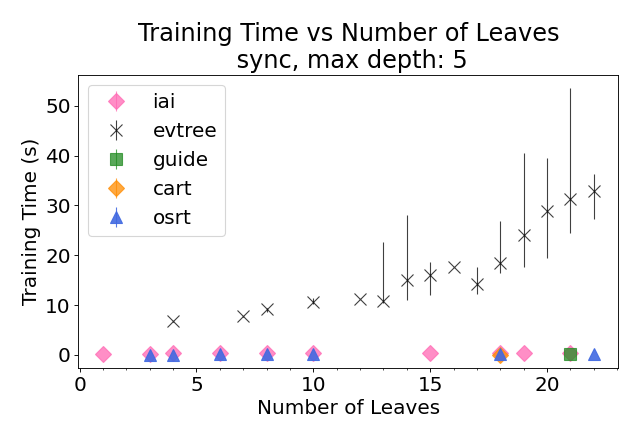 Training Time vs Number of Leaves
sync, max depth: 5
Training Time (s)
50
40
30
20
10
0
iai
evtree
guide
cart
osrt
0 5 10 15 20
Number of Leaves